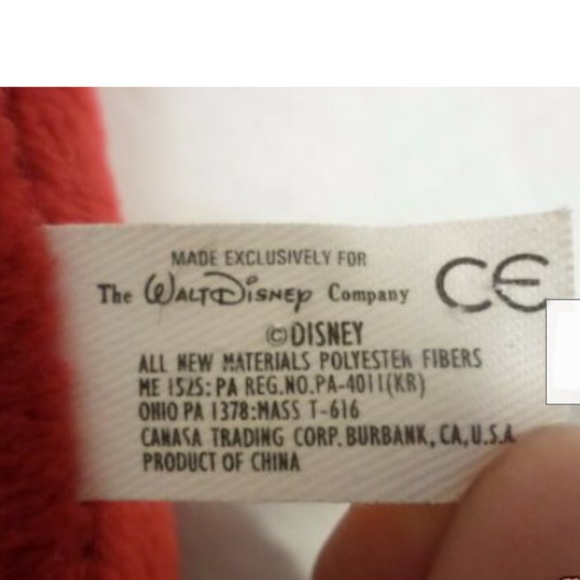 MADE EXCLUSIVELY FOR
The WALT DISNEY Company
CE
©DISNEY
ALL NEW MATERIALS POLYESTER FIBERS
ME 1525:PA REG.NO.PA-4011(KR)
OHIO PA 1378:MASS T-616
CANASA TRADING CORP. BURBANK, CA, U.S.A.
PRODUCT OF CHINA